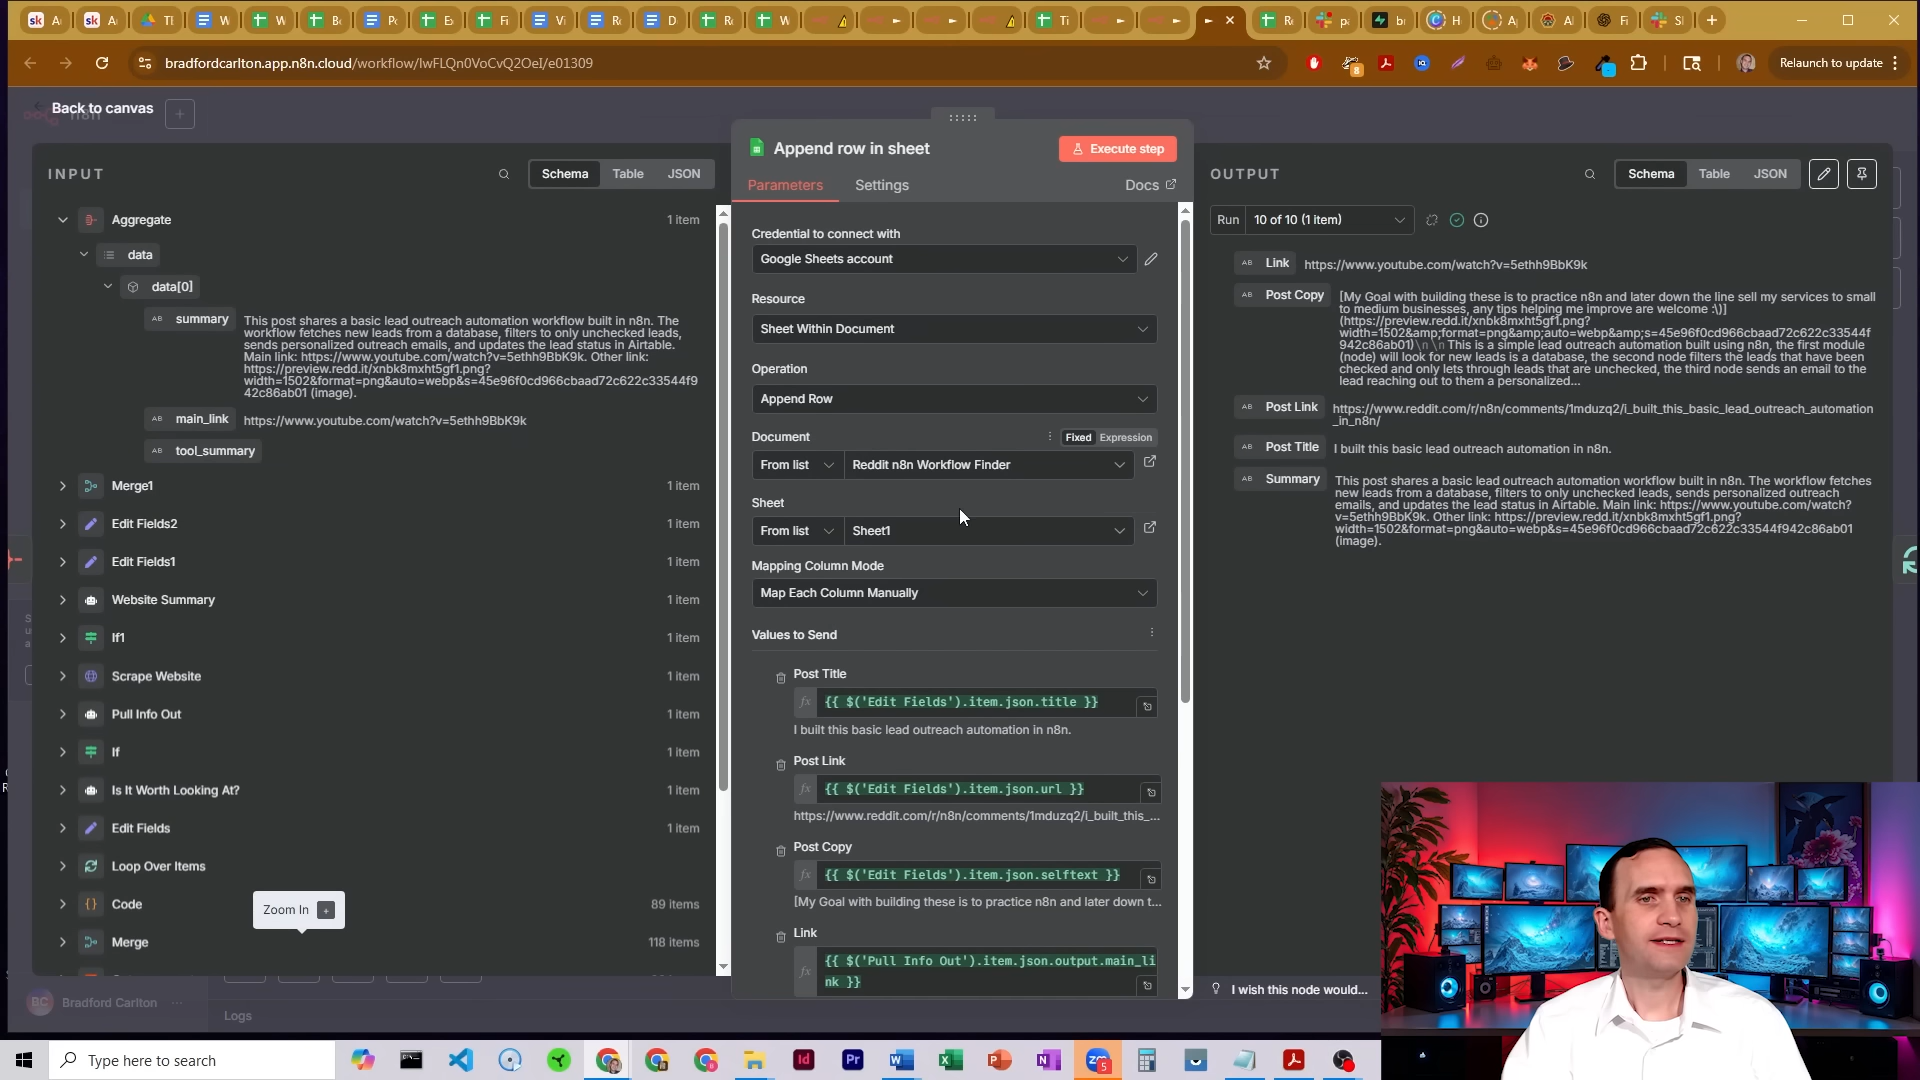 bradfordcarlton.app.n8n.cloud/workflow/IwFLQn0VoCvQ2OeI/e01309
Relaunch to update
Back to canvas
INPUT
Schema
Table
JSON
Aggregate
1 item
data
data[0]
summary
This post shares a basic lead outreach automation workflow built in n8n. The
workflow fetches new leads from a database, filters to only unchecked leads,
sends personalized outreach emails, and updates the lead status in Airtable.
Main link: https://www.youtube.com/watch?v=5ethh9BbK9k. Other link:
https://preview.redd.it/xnbk8mxht5gf1.png?
width=1502&format=png&auto=webp&s=45e96f0cd966cbaad72c622c33544f9
42c86ab01 (image).
main_link
https://www.youtube.com/watch?v=5ethh9BbK9k
tool_summary
Merge1
1 item
Edit Fields2
1 item
Edit Fields1
1 item
Website Summary
1 item
If1
1 item
Scrape Website
1 item
Pull Info Out
1 item
If
1 item
Is It Worth Looking At?
1 item
Edit Fields
1 item
Loop Over Items
Code
89 items
Merge
118 items
Zoom In +
BC
Bradford Carlton
Logs
Append row in sheet
Execute step
Parameters
Settings
Docs
Credential to connect with
Google Sheets account
Resource
Sheet Within Document
Operation
Append Row
Document
Fixed
Expression
From list
Reddit n8n Workflow Finder
Sheet
From list
Sheet1
Mapping Column Mode
Map Each Column Manually
Values to Send
Post Title
fx
{{ $('Edit Fields').item.json.title }}
I built this basic lead outreach automation in n8n.
Post Link
fx
{{ $('Edit Fields').item.json.url }}
https://www.reddit.com/r/n8n/comments/1mduzq2/i_built_this_...
Post Copy
fx
{{ $('Edit Fields').item.json.selftext }}
[My Goal with building these is to practice n8n and later down t...
Link
fx
{{ $('Pull Info Out').item.json.output.main_li
nk }}
OUTPUT
Schema
Table
JSON
Run
10 of 10 (1 item)
Link
https://www.youtube.com/watch?v=5ethh9BbK9k
Post Copy
[My Goal with building these is to practice n8n and later down the line sell my services to small
to medium businesses, any tips helping me improve are welcome :\)]
(https://preview.redd.it/xnbk8mxht5gf1.png?
width=1502&amp;format=png&amp;auto=webp&amp;s=45e96f0cd966cbaad72c622c33544f
942c86ab01)\n \n This is a simple lead outreach automation built using n8n, the first module
(node) will look for new leads is a database, the second node filters the leads that have been
checked and only lets through leads that are unchecked, the third node sends an email to the
lead reaching out to them a personalized...
Post Link
https://www.reddit.com/r/n8n/comments/1mduzq2/i_built_this_basic_lead_outreach_automation
_in_n8n/
Post Title
I built this basic lead outreach automation in n8n.
Summary
This post shares a basic lead outreach automation workflow built in n8n. The workflow fetches
new leads from a database, filters to only unchecked leads, sends personalized outreach
emails, and updates the lead status in Airtable. Main link: https://www.youtube.com/watch?
v=5ethh9BbK9k. Other link: https://preview.redd.it/xnbk8mxht5gf1.png?
width=1502&format=png&auto=webp&s=45e96f0cd966cbaad72c622c33544f942c86ab01
(image).
I wish this node would...
Type here to search